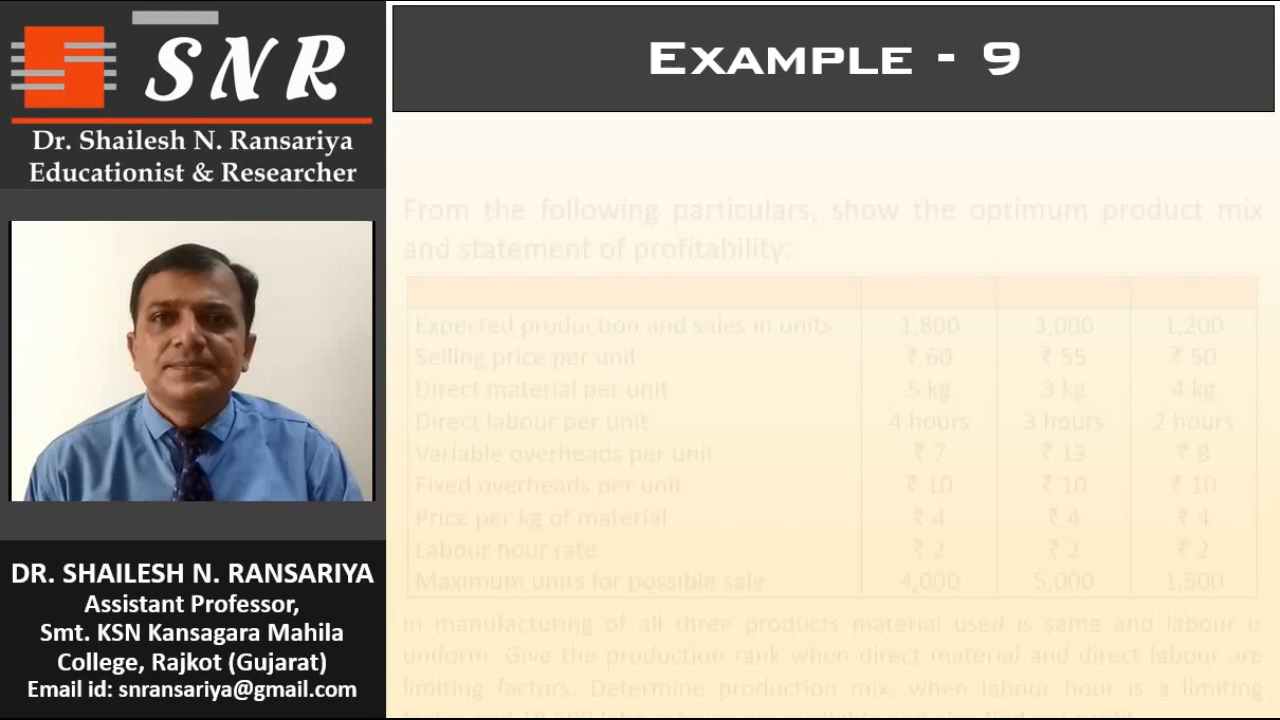 SNR
Dr. Shailesh N. Ransariya
Educationist & Researcher
DR. SHAILESH N. RANSARIYA
Assistant Professor,
Smt. KSN Kansagara Mahila
College, Rajkot (Gujarat)
Email id: snransariya@gmail.com
EXAMPLE - 9
From the following particulars, show the optimum product mix
and statement of profitability:
Expected production and sales in units 1,800 3,000 1,200
Selling price per unit ₹ 60 ₹ 55 ₹ 50
Direct material per unit 5 kg 3 kg 4 kg
Direct labour per unit 4 hours 3 hours 2 hours
Variable overheads per unit ₹ 7 ₹ 13 ₹ 8
Fixed overheads per unit ₹ 10 ₹ 10 ₹ 10
Price per kg of material ₹ 4 ₹ 4 ₹ 4
Labour hour rate ₹ 2 ₹ 2 ₹ 2
Maximum units for possible sale 4,000 5,000 1,500
In manufacturing of all three products material used is same and labour is
uniform. Give the production rank when direct material and direct labour are
limiting factors. Determine production mix, when labour hour is a limiting